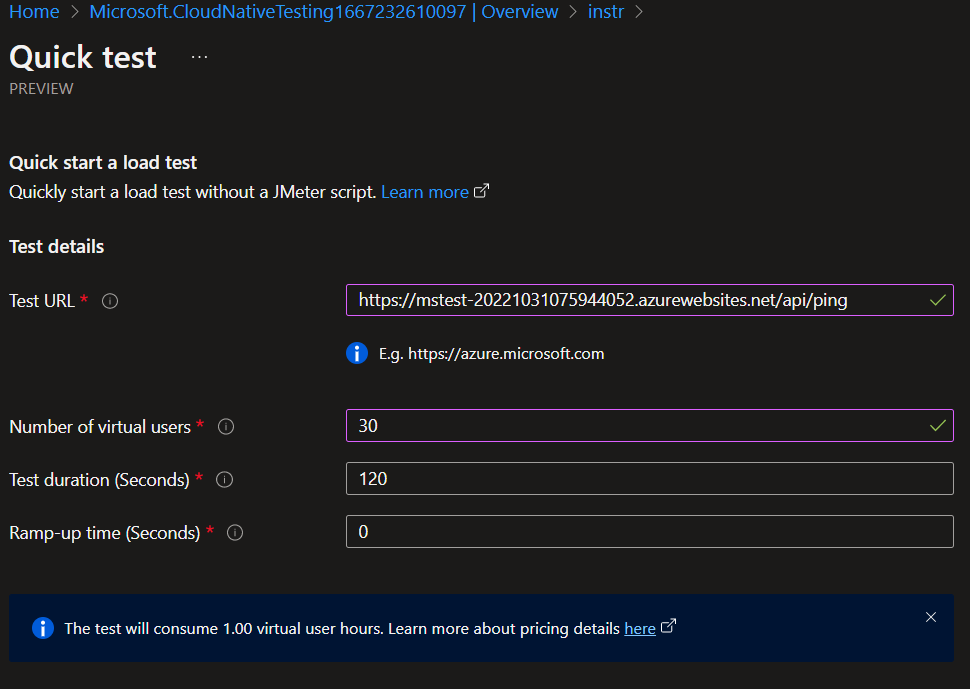 Home > Microsoft.CloudNativeTesting1667232610097 | Overview > instr >
Quick test ...
PREVIEW
Quick start a load test
Quickly start a load test without a JMeter script. Learn more
Test details
Test URL * https://mstest-20221031075944052.azurewebsites.net/api/ping
E.g. https://azure.microsoft.com
Number of virtual users * 30
Test duration (Seconds) * 120
Ramp-up time (Seconds) * 0
The test will consume 1.00 virtual user hours. Learn more about pricing details here